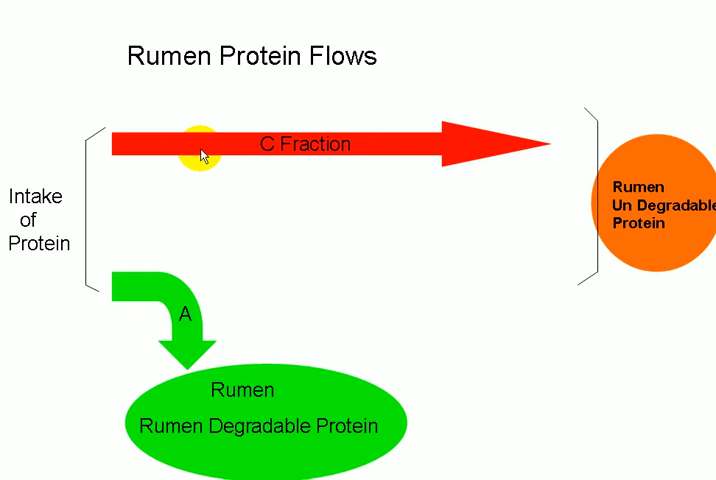 Rumen Protein Flows
C Fraction
Intake
of
Protein
Rumen
Un Degradable
Protein
A
Rumen
Rumen Degradable Protein